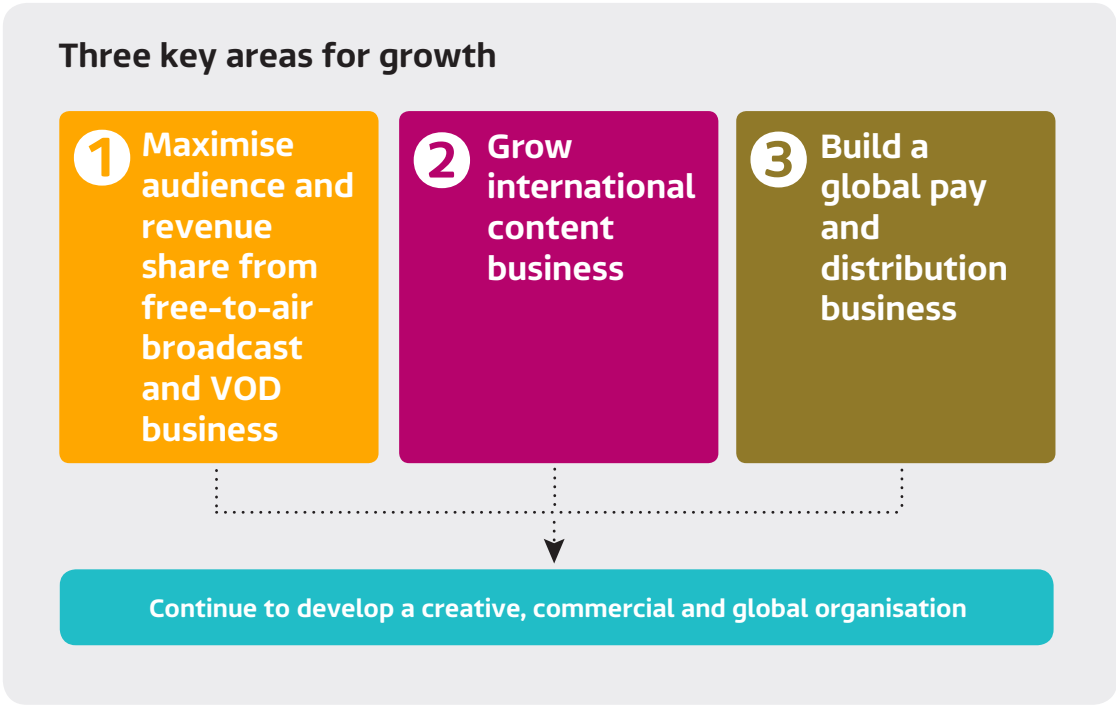 Three key areas for growth
1
Maximise
audience and
revenue
share from
free-to-air
broadcast
and VOD
business
2
Grow
international
content
business
3
Build a
global pay
and
distribution
business
Continue to develop a creative, commercial and global organisation